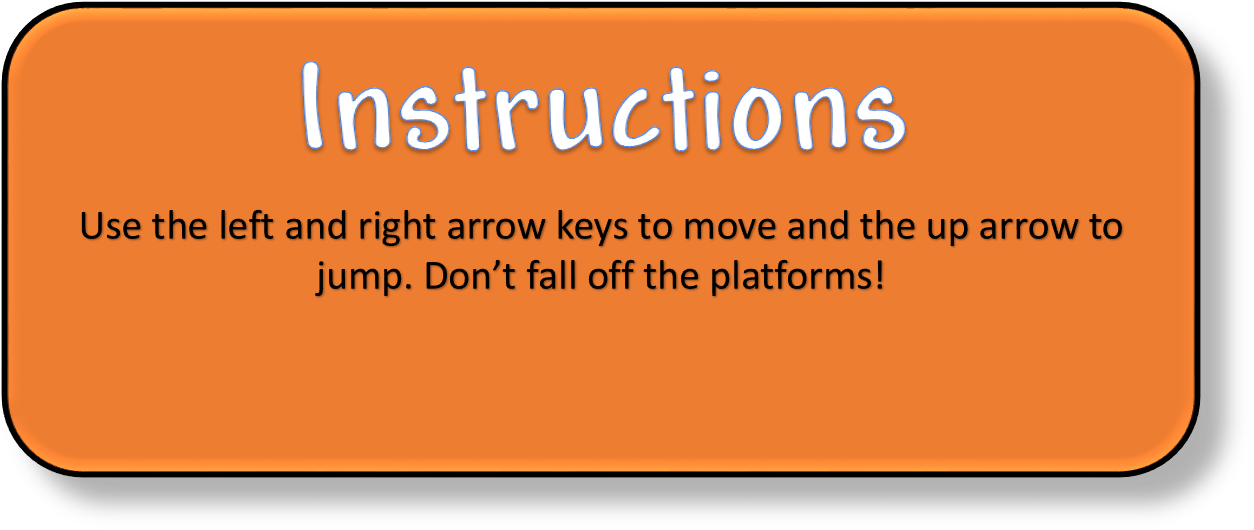 Instructions
Use the left and right arrow keys to move and the up arrow to
jump. Don’t fall off the platforms!